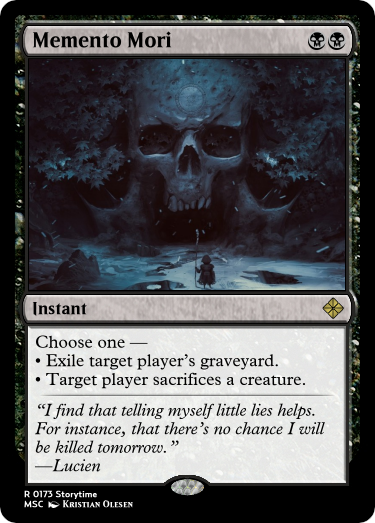 Memento Mori
Instant
Choose one —
• Exile target player's graveyard.
• Target player sacrifices a creature.
“I find that telling myself little lies helps.
For instance, that there's no chance I will
be killed tomorrow.”
—Lucien
R 0173 Storytime
MSC Kristian Olesen